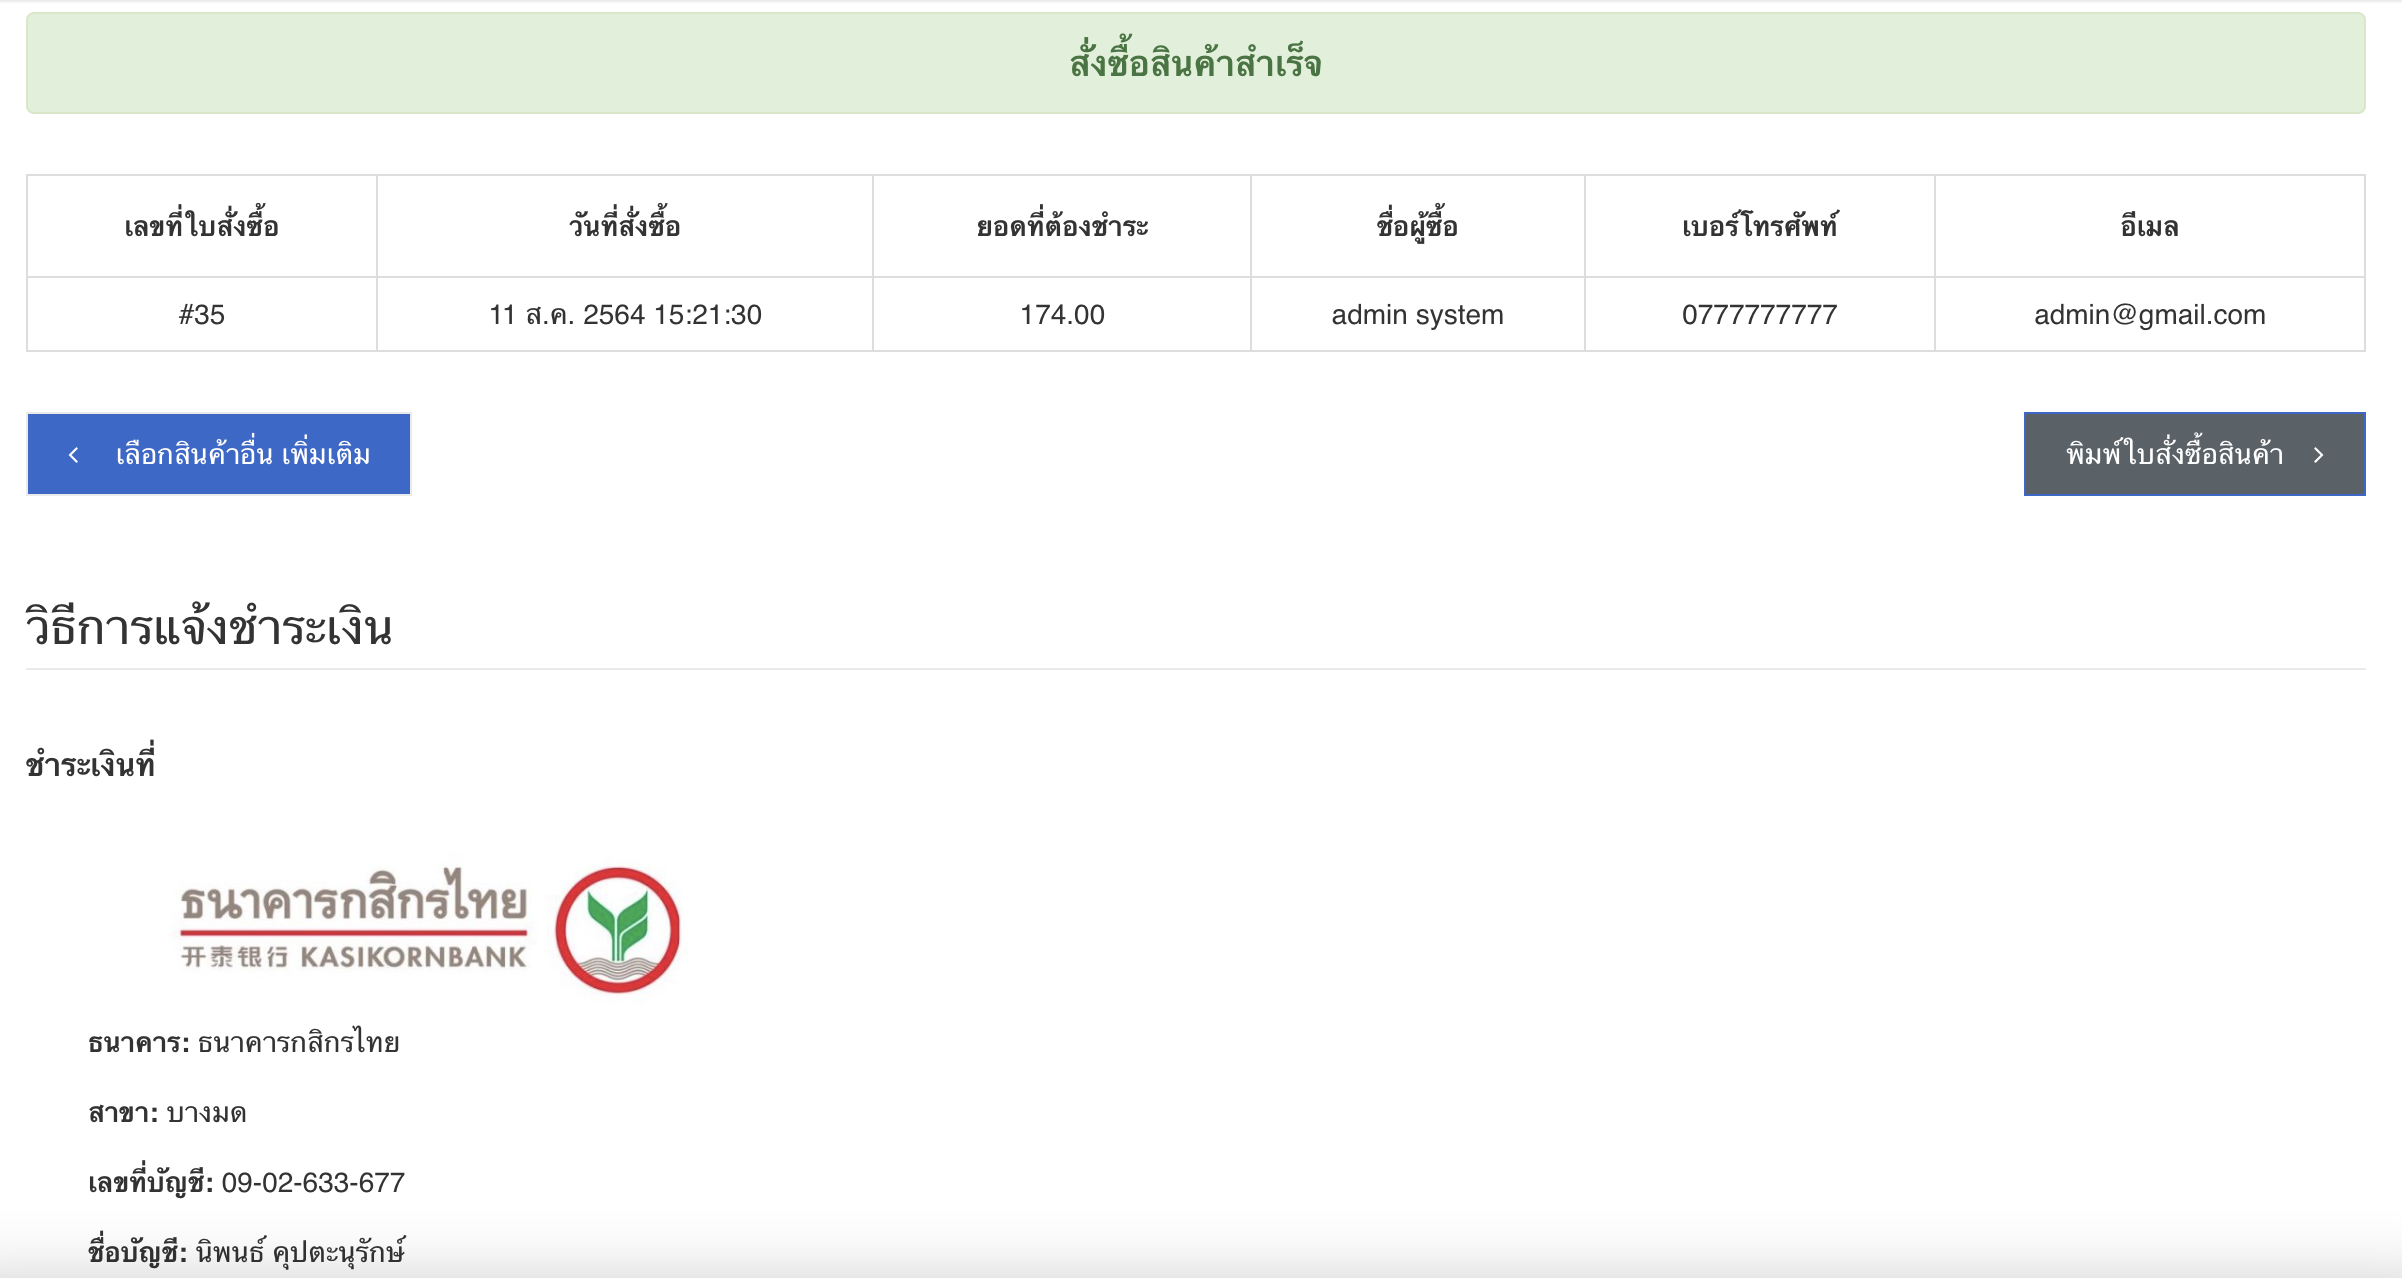 สั่งซื้อสินค้าสำเร็จ
เลขที่ใบสั่งซื้อ วันที่สั่งซื้อ ยอดที่ต้องชำระ ชื่อผู้ซื้อ เบอร์โทรศัพท์ อีเมล
#35 11 ส.ค. 2564 15:21:30 174.00 admin system 0777777777 admin@gmail.com
เลือกสินค้าอื่น เพิ่มเติม พิมพ์ใบสั่งซื้อสินค้า
วิธีการแจ้งชำระเงิน
ชำระเงินที่
ธนาคารกสิกรไทย
开泰银行 KASIKORNBANK
ธนาคาร: ธนาคารกสิกรไทย
สาขา: บางมด
เลขที่บัญชี: 09-02-633-677
ชื่อบัญชี: นิพนธ์ คุปตะนุรักษ์